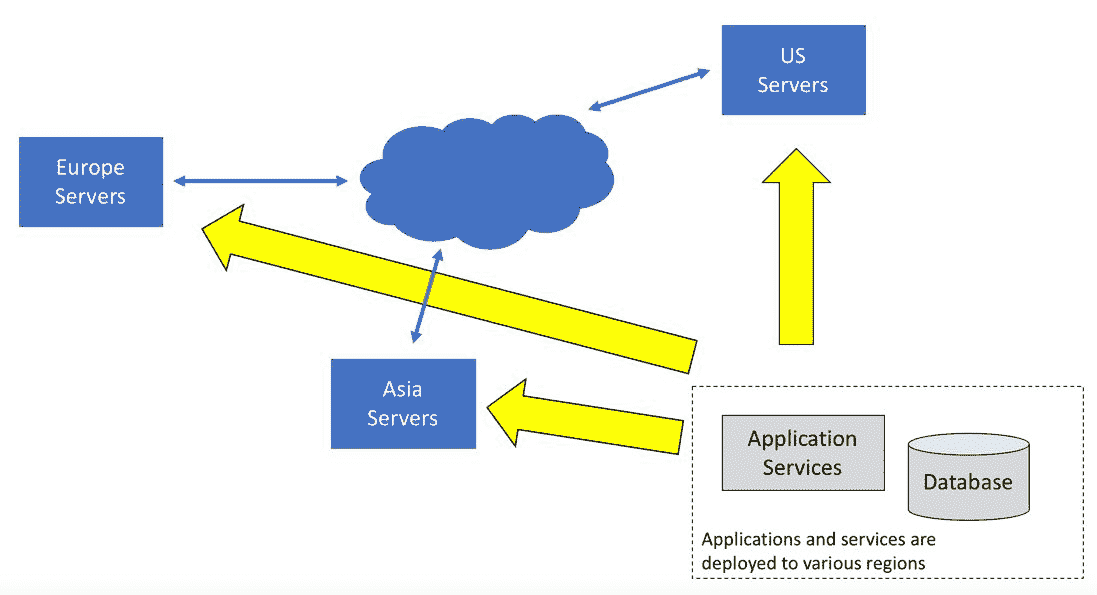 US
Servers
Europe
Servers
Asia
Servers
Application
Services
Database
Applications and services are
deployed to various regions